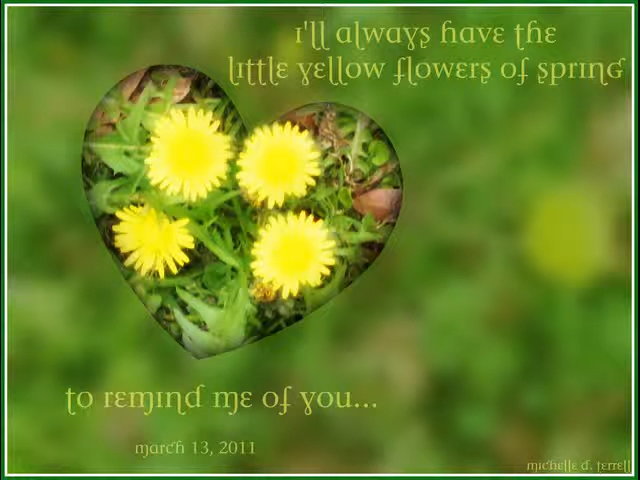 I'll always have the
little yellow flowers of spring
to remind me of you...
march 13, 2011
michelle d. terrell